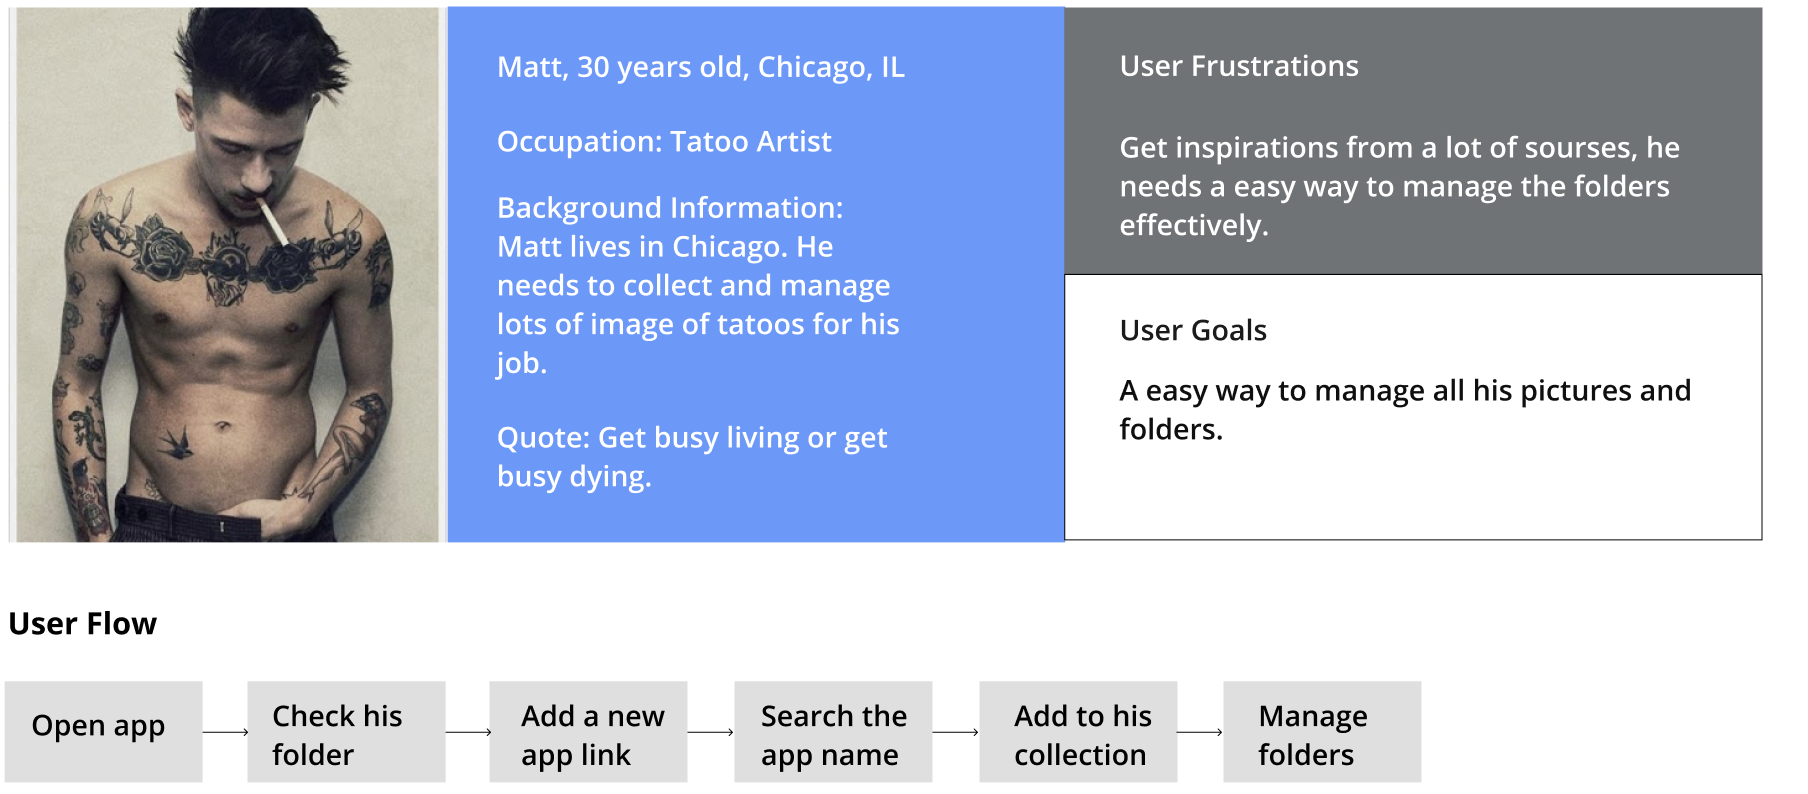 Matt, 30 years old, Chicago, IL
Occupation: Tatoo Artist
Background Information:
Matt lives in Chicago. He
needs to collect and manage
lots of image of tatoos for his
job.
Quote: Get busy living or get
busy dying.
User Frustrations
Get inspirations from a lot of sourses, he
needs a easy way to manage the folders
effectively.
User Goals
A easy way to manage all his pictures and
folders.
User Flow
Open app
Check his
folder
Add a new
app link
Search the
app name
Add to his
collection
Manage
folders